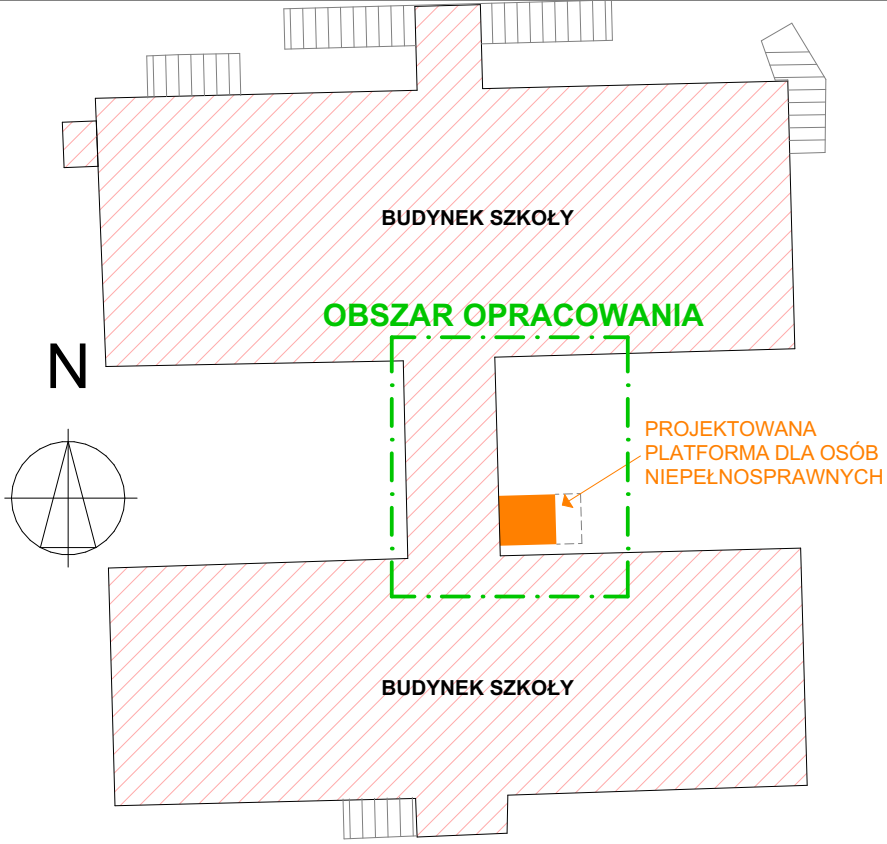 BUDYNEK SZKOŁY
OBSZAR OPRACOWANIA
N
PROJEKTOWANA
PLATFORMA DLA OSÓB
NIEPEŁNOSPRAWNYCH
BUDYNEK SZKOŁY